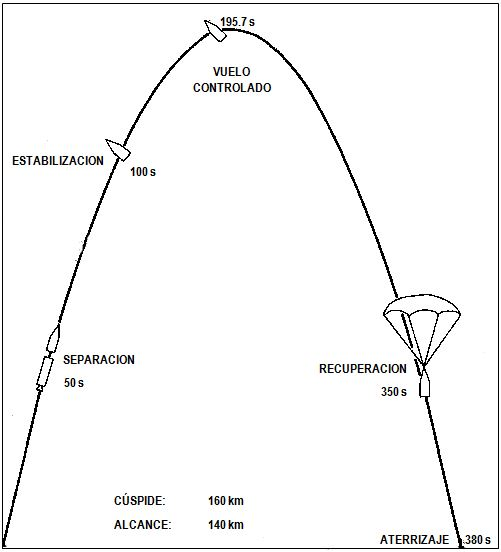 195.7 s
VUELO
CONTROLADO
ESTABILIZACION
100 s
SEPARACION
50 s
RECUPERACION
350 s
CÚSPIDE: 160 km
ALCANCE: 140 km
ATERRIZAJE 380 s